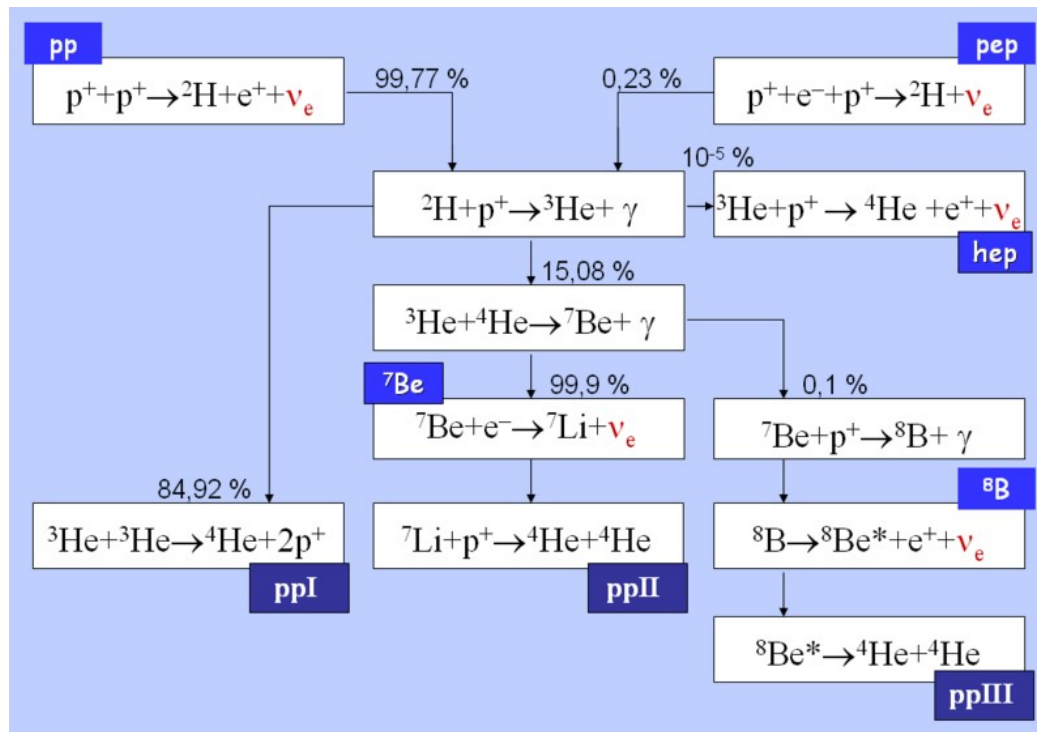 pp
pep
99,77 %
0,23 %
p⁺+p⁺→²H+e⁺+νₑ
p⁺+e⁻+p⁺→²H+νₑ
10⁻⁵ %
²H+p⁺→³He+ γ
³He+p⁺→ ⁴He +e⁺+νₑ
hep
15,08 %
³He+⁴He→⁷Be+ γ
⁷Be
99,9 %
0,1 %
⁷Be+e⁻→⁷Li+νₑ
⁷Be+p⁺→⁸B+ γ
84,92 %
⁸B
³He+³He→⁴He+2p⁺
⁷Li+p⁺→⁴He+⁴He
⁸B→⁸Be*+e⁺+νₑ
ppI
ppII
⁸Be*→⁴He+⁴He
ppIII